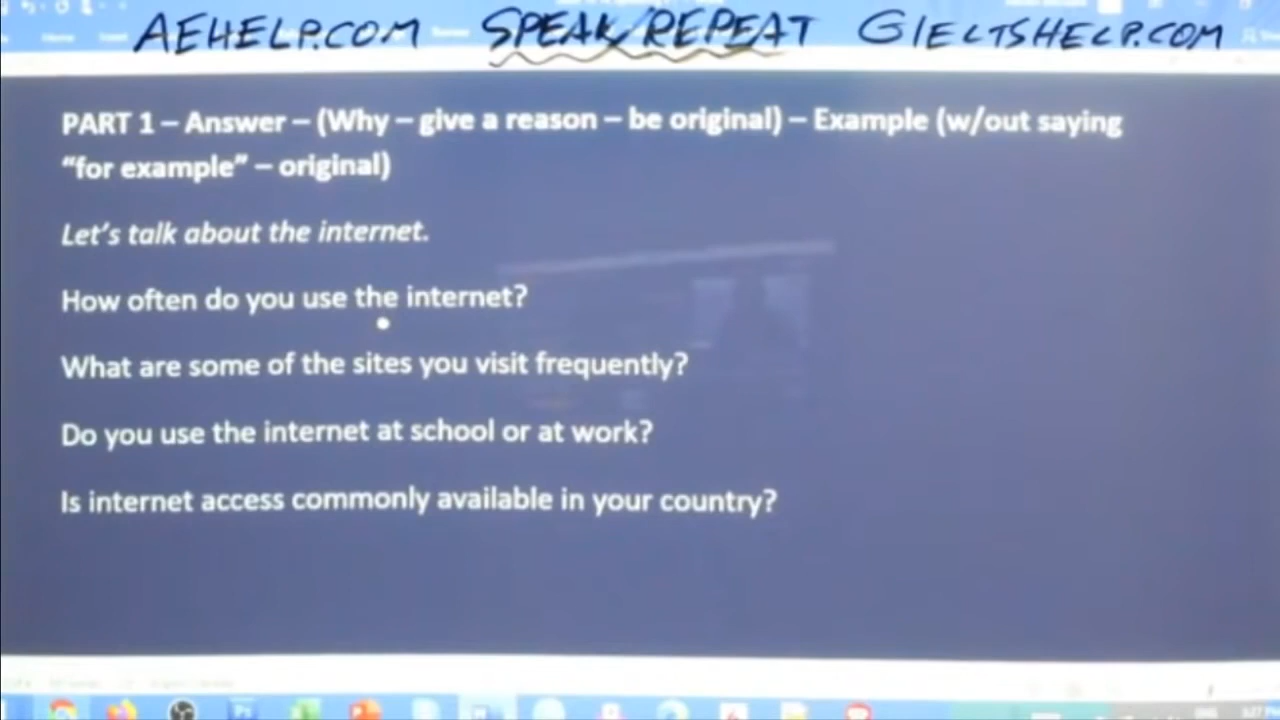 AEHELP.COM SPEAK/REPEAT GIELTSHELP.COM
PART 1 – Answer – (Why – give a reason – be original) – Example (w/out saying
“for example” – original)
Let’s talk about the internet.
How often do you use the internet?
What are some of the sites you visit frequently?
Do you use the internet at school or at work?
Is internet access commonly available in your country?